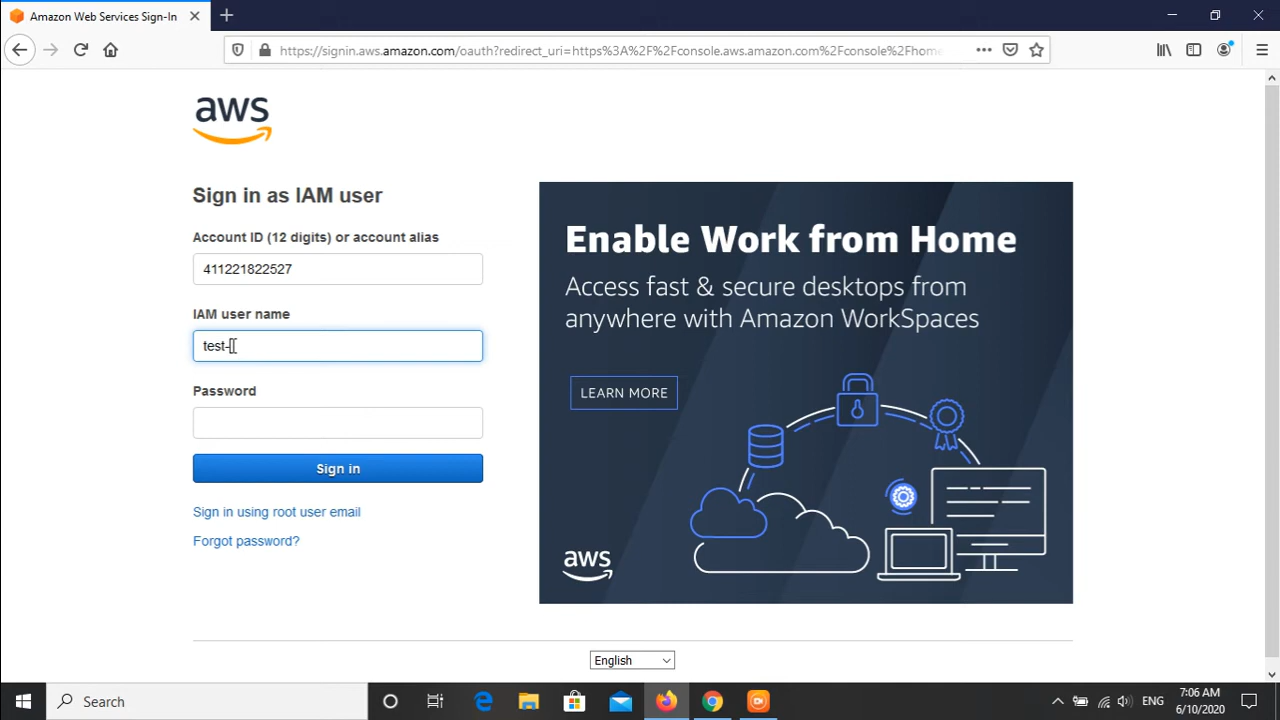 Amazon Web Services Sign-In
https://signin.aws.amazon.com/oauth?redirect_uri=https%3A%2F%2Fconsole.aws.amazon.com%2Fconsole%2Fhome
aws
Sign in as IAM user
Account ID (12 digits) or account alias
411221822527
IAM user name
test-
Password
Sign in
Sign in using root user email
Forgot password?
Enable Work from Home
Access fast & secure desktops from
anywhere with Amazon WorkSpaces
LEARN MORE
aws
English
Search
ENG
7:06 AM
6/10/2020